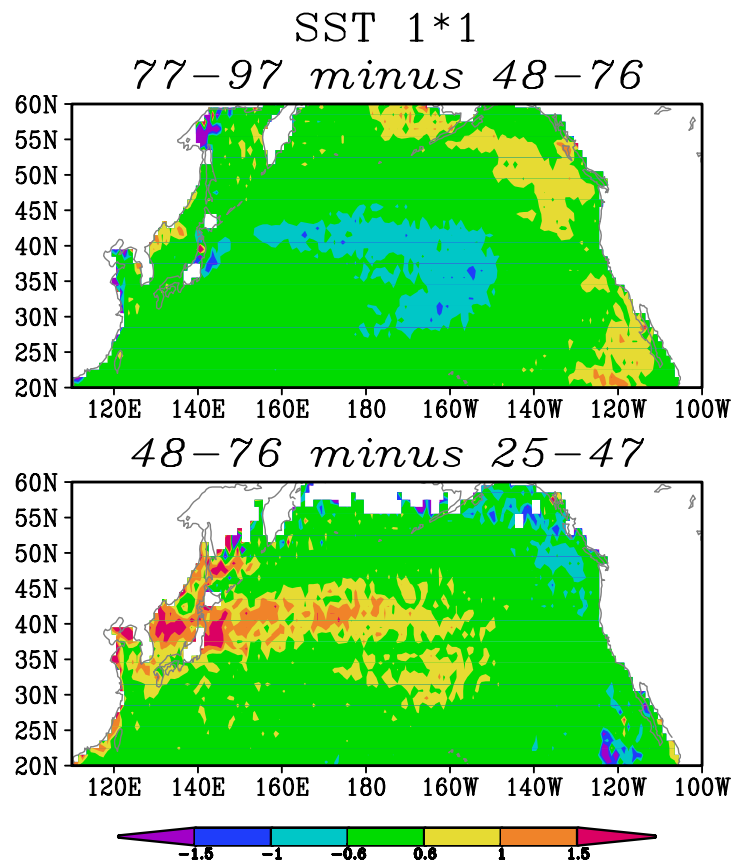 SST 1*1
77-97 minus 48-76
60N
55N
50N
45N
40N
35N
30N
25N
20N
120E 140E 160E 180 160W 140W 120W 100W
48-76 minus 25-47
60N
55N
50N
45N
40N
35N
30N
25N
20N
120E 140E 160E 180 160W 140W 120W 100W
-1.5 -1 -0.6 0.6 1 1.5